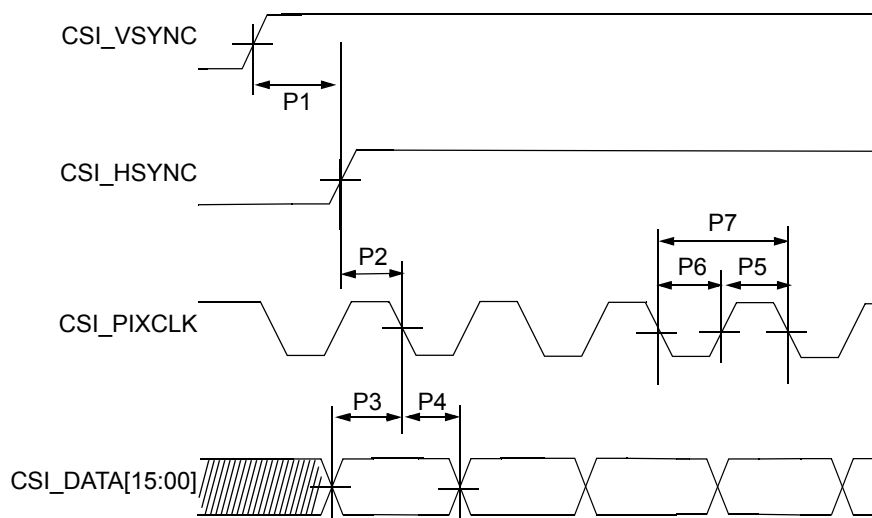 CSI_VSYNC
P1
CSI_HSYNC
P7
P2
P6 P5
CSI_PIXCLK
P3 P4
CSI_DATA[15:00]